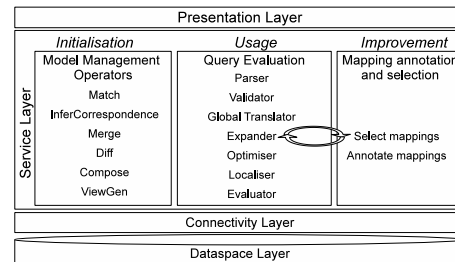 Presentation Layer
Service Layer
Initialisation
Model Management
Operators
Match
InferCorrespondence
Merge
Diff
Compose
ViewGen
Usage
Query Evaluation
Parser
Validator
Global Translator
Expander
Optimiser
Localiser
Evaluator
Improvement
Mapping annotation
and selection
Select mappings
Annotate mappings
Connectivity Layer
Dataspace Layer